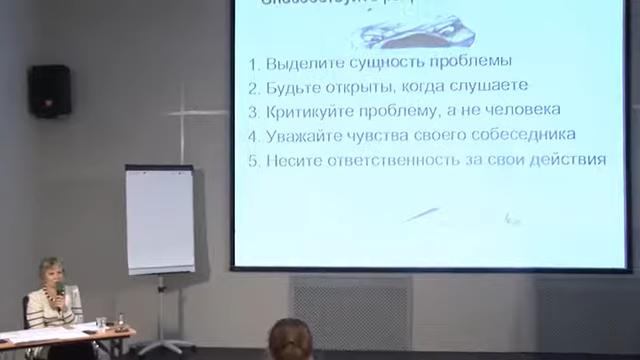 1. Выделите сущность проблемы
2. Будьте открыты, когда слушаете
3. Критикуйте проблему, а не человека
4. Уважайте чувства своего собеседника
5. Несите ответственность за свои действия